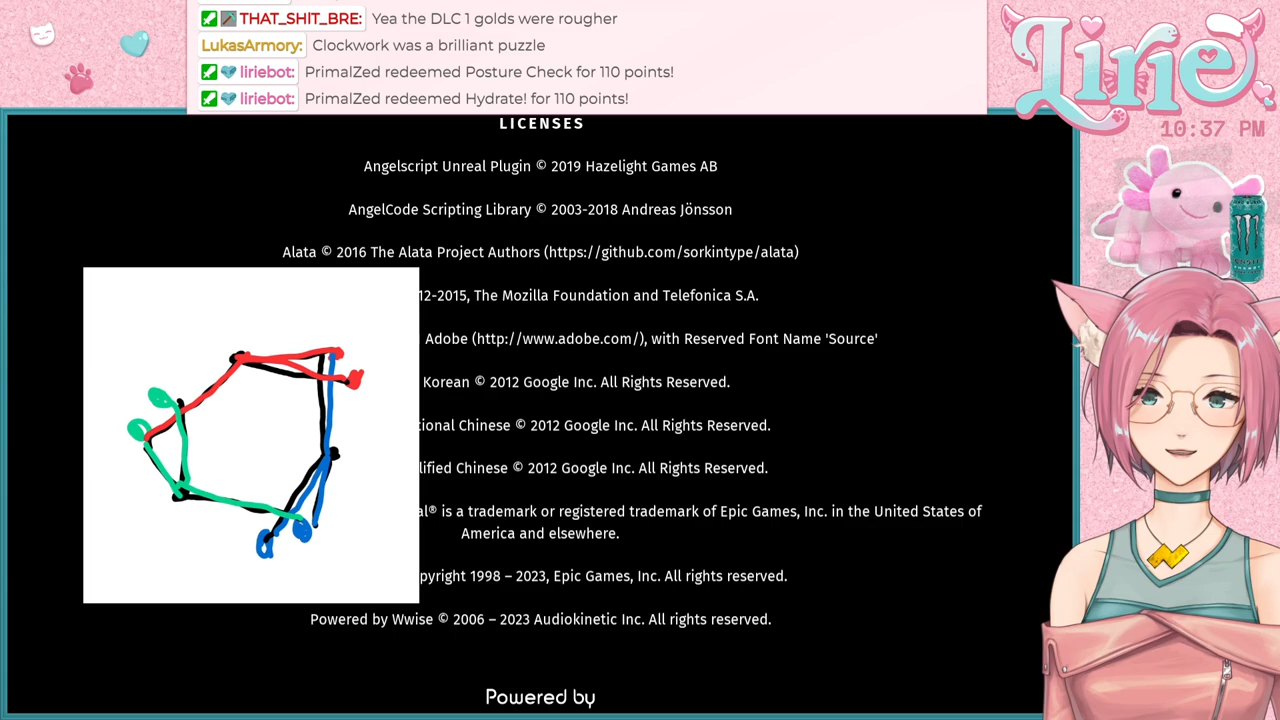 THAT_SHIT_BRE: Yea the DLC 1 golds were rougher
LukasArmory: Clockwork was a brilliant puzzle
liriebot: PrimalZed redeemed Posture Check for 110 points!
liriebot: PrimalZed redeemed Hydrate! for 110 points!
Lirie
10:37 PM
LICENSES
Angelscript Unreal Plugin © 2019 Hazelight Games AB
AngelCode Scripting Library © 2003-2018 Andreas Jönsson
Alata © 2016 The Alata Project Authors (https://github.com/sorkintype/alata)
12-2015, The Mozilla Foundation and Telefonica S.A.
Adobe (http://www.adobe.com/), with Reserved Font Name 'Source'
Korean © 2012 Google Inc. All Rights Reserved.
tional Chinese © 2012 Google Inc. All Rights Reserved.
lified Chinese © 2012 Google Inc. All Rights Reserved.
al® is a trademark or registered trademark of Epic Games, Inc. in the United States of
America and elsewhere.
pyright 1998 – 2023, Epic Games, Inc. All rights reserved.
Powered by Wwise © 2006 – 2023 Audiokinetic Inc. All rights reserved.
Powered by